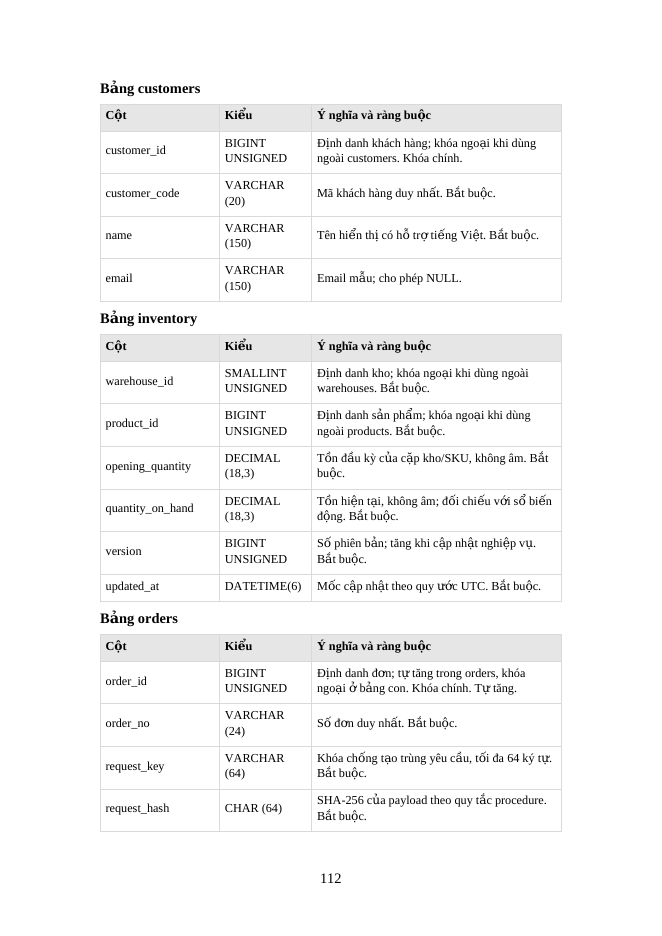 Bảng customers
Cột Kiểu Ý nghĩa và ràng buộc
customer_id BIGINT UNSIGNED Định danh khách hàng; khóa ngoại khi dùng
ngoài customers. Khóa chính.
customer_code VARCHAR (20) Mã khách hàng duy nhất. Bắt buộc.
name VARCHAR (150) Tên hiển thị có hỗ trợ tiếng Việt. Bắt buộc.
email VARCHAR (150) Email mẫu; cho phép NULL.
Bảng inventory
Cột Kiểu Ý nghĩa và ràng buộc
warehouse_id SMALLINT UNSIGNED Định danh kho; khóa ngoại khi dùng ngoài
warehouses. Bắt buộc.
product_id BIGINT UNSIGNED Định danh sản phẩm; khóa ngoại khi dùng
ngoài products. Bắt buộc.
opening_quantity DECIMAL (18,3) Tồn đầu kỳ của cặp kho/SKU, không âm. Bắt
buộc.
quantity_on_hand DECIMAL (18,3) Tồn hiện tại, không âm; đối chiếu với sổ biến
động. Bắt buộc.
version BIGINT UNSIGNED Số phiên bản; tăng khi cập nhật nghiệp vụ.
Bắt buộc.
updated_at DATETIME(6) Mốc cập nhật theo quy ước UTC. Bắt buộc.
Bảng orders
Cột Kiểu Ý nghĩa và ràng buộc
order_id BIGINT UNSIGNED Định danh đơn; tự tăng trong orders, khóa
ngoại ở bảng con. Khóa chính. Tự tăng.
order_no VARCHAR (24) Số đơn duy nhất. Bắt buộc.
request_key VARCHAR (64) Khóa chống tạo trùng yêu cầu, tối đa 64 ký tự.
Bắt buộc.
request_hash CHAR (64) SHA-256 của payload theo quy tắc procedure.
Bắt buộc.
112